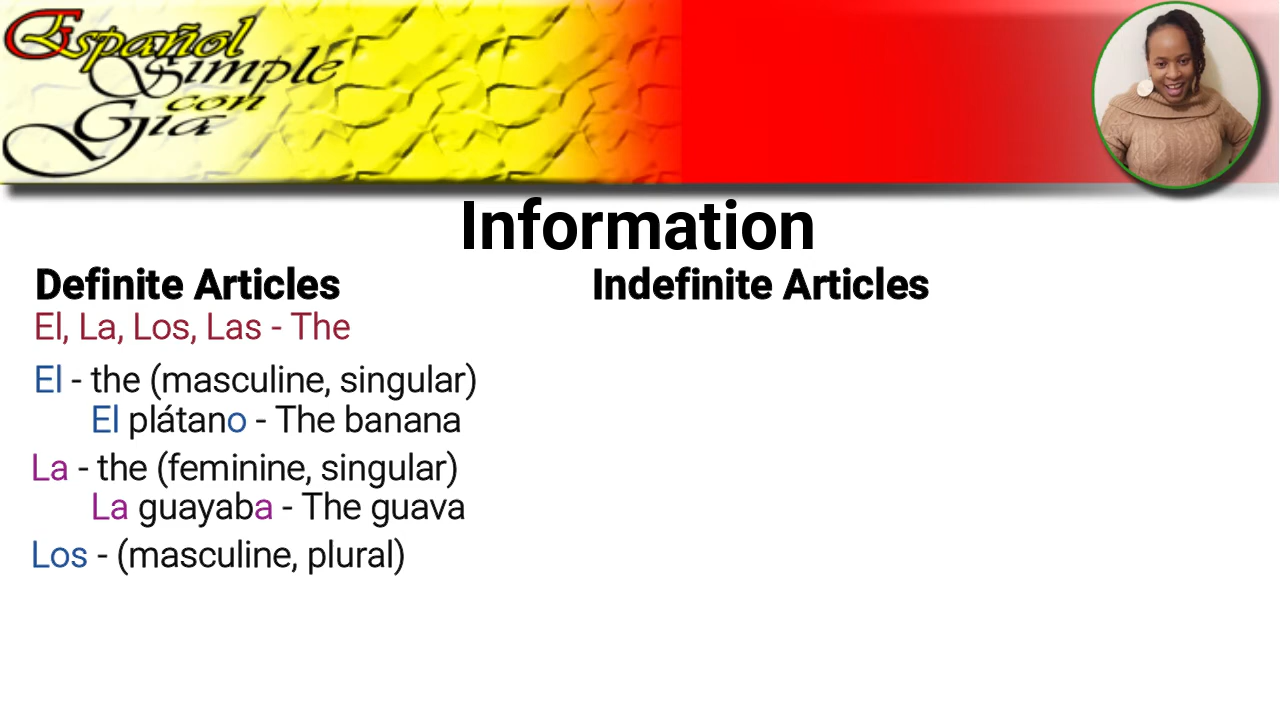 Español
Simple
con
Gia
Information
Definite Articles
El, La, Los, Las - The
El - the (masculine, singular)
El plátano - The banana
La - the (feminine, singular)
La guayaba - The guava
Los - (masculine, plural)
Indefinite Articles